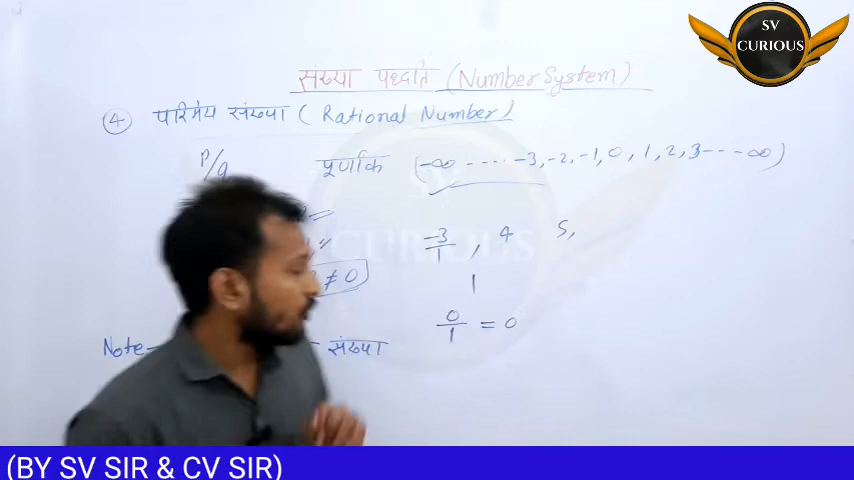 SV
CURIOUS
संख्या पद्धति (Number System)
④ परिमेय संख्या (Rational Number)
P/q पूर्णांक (-∞ ---- -3, -2, -1, 0, 1, 2, 3 --- -∞)
-3/1 , 4 5,
1
≠ 0
0/1 = 0
Note- संख्या
(BY SV SIR & CV SIR)